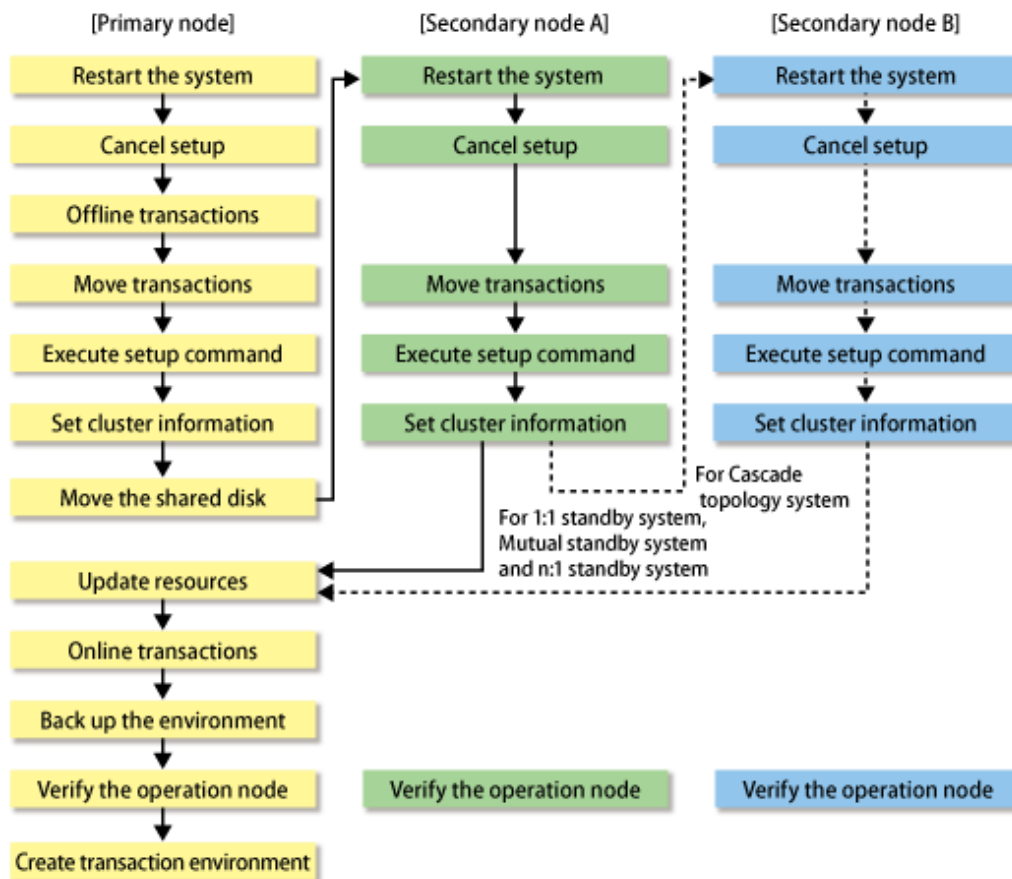 [Primary node]
[Secondary node A]
[Secondary node B]
Restart the system
Restart the system
Restart the system
Cancel setup
Cancel setup
Cancel setup
Offline transactions
Move transactions
Move transactions
Move transactions
Execute setup command
Execute setup command
Execute setup command
Set cluster information
Set cluster information
Set cluster information
Move the shared disk
For Cascade
topology system
For 1:1 standby system,
Mutual standby system
and n:1 standby system
Update resources
Online transactions
Back up the environment
Verify the operation node
Verify the operation node
Verify the operation node
Create transaction environment